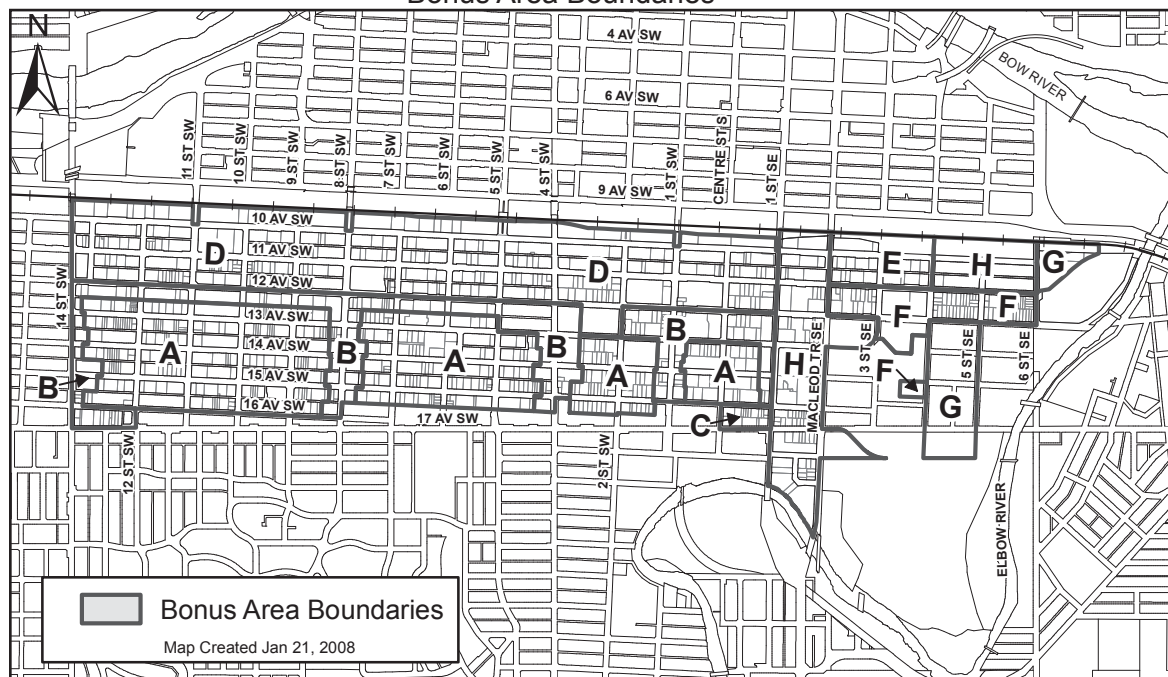 Bonus Area Boundaries
N
4 AV SW
BOW RIVER
6 AV SW
11 ST SW
10 ST SW
9 ST SW
8 ST SW
7 ST SW
6 ST SW
5 ST SW
4 ST SW
9 AV SW
1 ST SW
CENTRE ST S
1 ST SE
10 AV SW
11 AV SW
12 AV SW
D
D
E
H
G
14 ST SW
13 AV SW
14 AV SW
15 AV SW
16 AV SW
17 AV SW
A
B
B
A
B
A
B
A
H
MACLEOD TR SE
3 ST SE
F
F
F
5 ST SE
6 ST SE
G
C
12 ST SW
2 ST SW
ELBOW RIVER
Bonus Area Boundaries
Map Created Jan 21, 2008